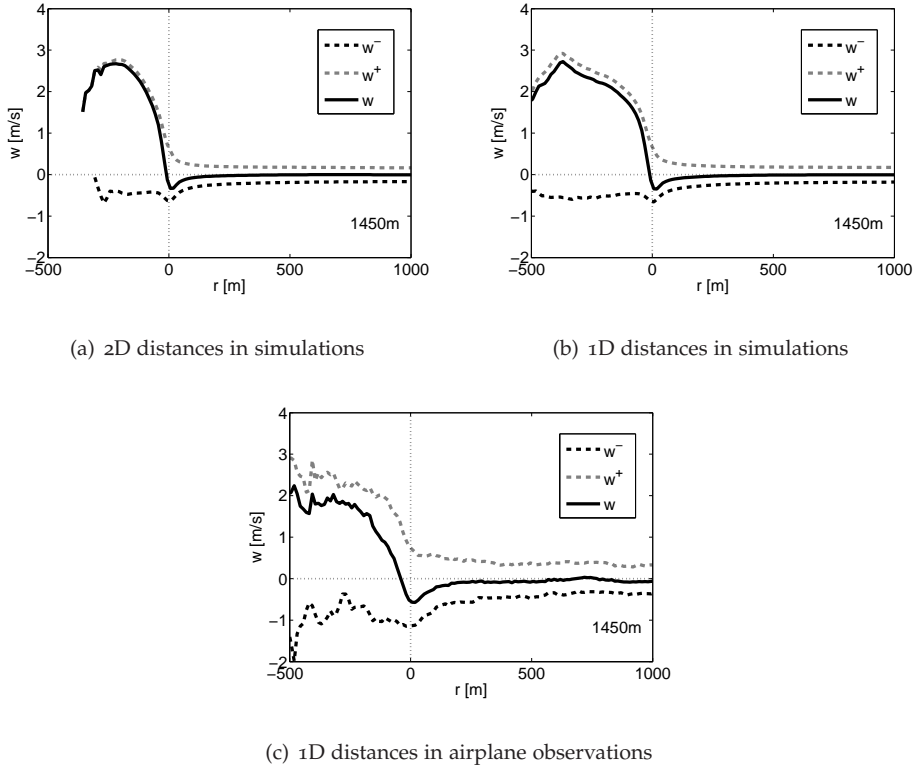 4
3
2
1
0
−1
−2
w [m/s]
w⁻
w⁺
w
1450m
−500 0 500 1000
r [m]
(a) 2D distances in simulations
4
3
2
1
0
−1
−2
w [m/s]
w⁻
w⁺
w
1450m
−500 0 500 1000
r [m]
(b) 1D distances in simulations
4
3
2
1
0
−1
−2
w [m/s]
w⁻
w⁺
w
1450m
−500 0 500 1000
r [m]
(c) 1D distances in airplane observations